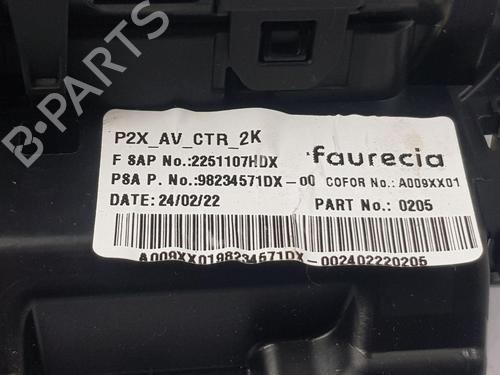 P2X_AV_CTR_2K
F SAP No.:2251107HDX
faurecia
PSA P. No.:98234571DX-00 COFOR No.: A009XX01
DATE: 24/02/22 PART No.: 0205
A009XX0198234571DX-002402220205
B-PARTS